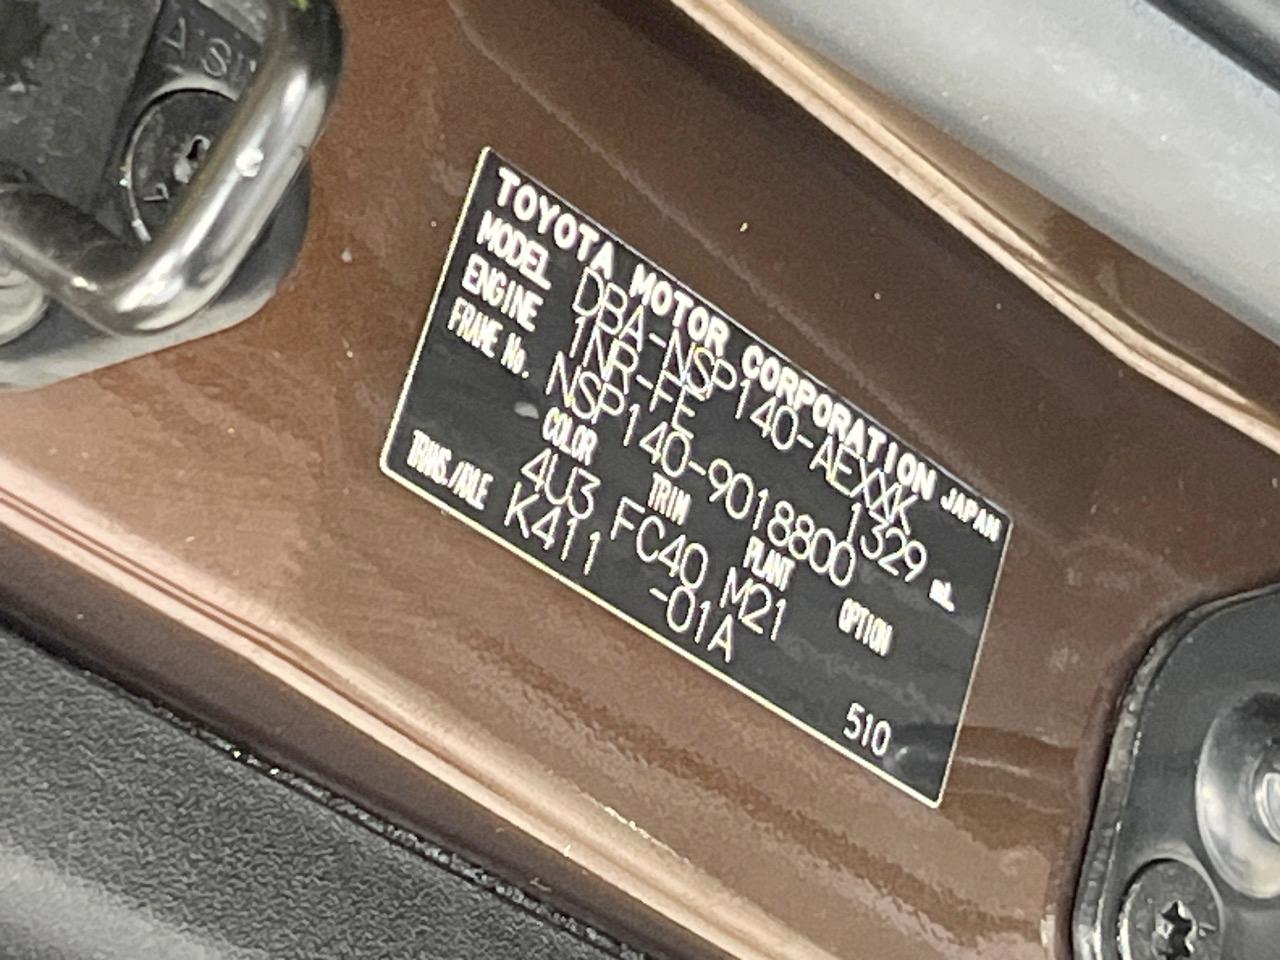 TOYOTA MOTOR CORPORATION JAPAN
MODEL DBA-NSP140-AEXXK
ENGINE 1NR-FE 1329 mL
FRAME No. NSP140-9018800
COLOR TRIM PLANT OPTION
4U3 FC40 M21
TRANS./AXLE K411 -01A
510